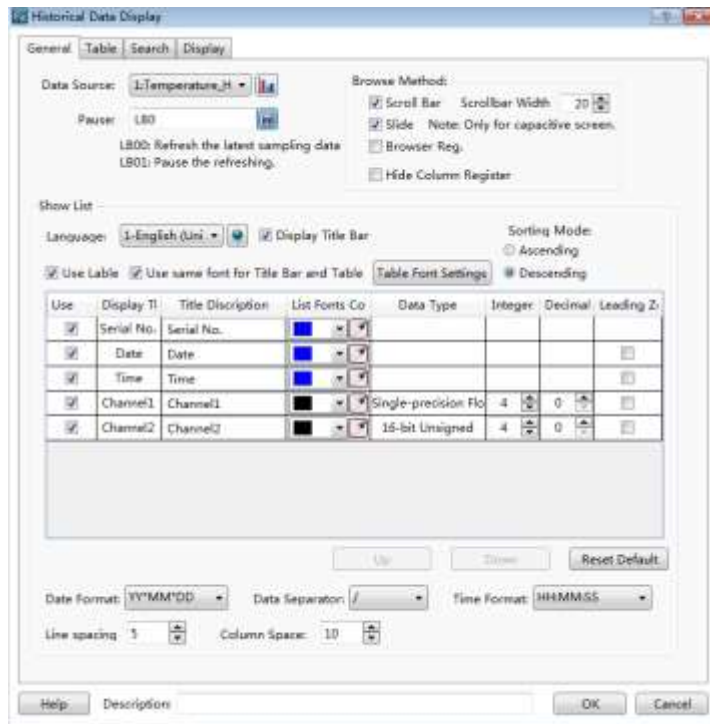 Historical Data Display
General Table Search Display
Data Source: 1:Temperature_H
Browse Method:
Scroll Bar Scrollbar Width 20
Pause: LB0
Slide Note: Only for capacitive screen.
LB00: Refresh the latest sampling data
LB01: Pause the refreshing.
Browser Reg.
Hide Column Register
Show List
Language: 1-English (Uni Display Title Bar
Sorting Mode:
Ascending
Use Lable Use same font for Title Bar and Table Table Font Settings Descending
Use Display Tl Title Discription List Fonts Co Data Type Integer Decimal Leading Z
Serial No. Serial No.
Date Date
Time Time
Channel1 Channel1 Single-precision Flo 4 0
Channel2 Channel2 16-bit Unsigned 4 0
Up Down Reset Default
Date Format: YY*MM*DD Data Separator: / Time Format: HH:MM:SS
Line spacing 5 Column Space: 10
Help Description: OK Cancel